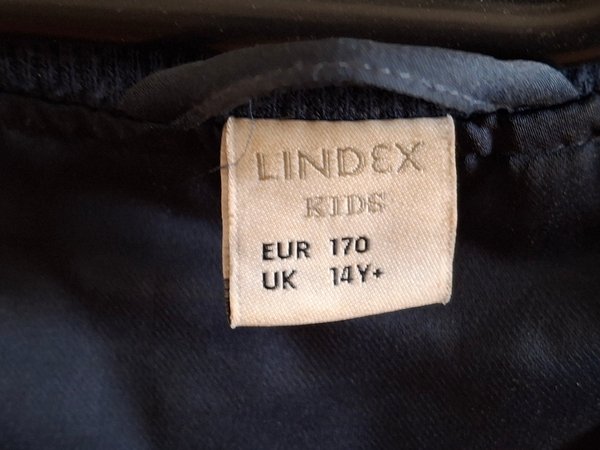 LINDEX
KIDS
EUR 170
UK 14Y+